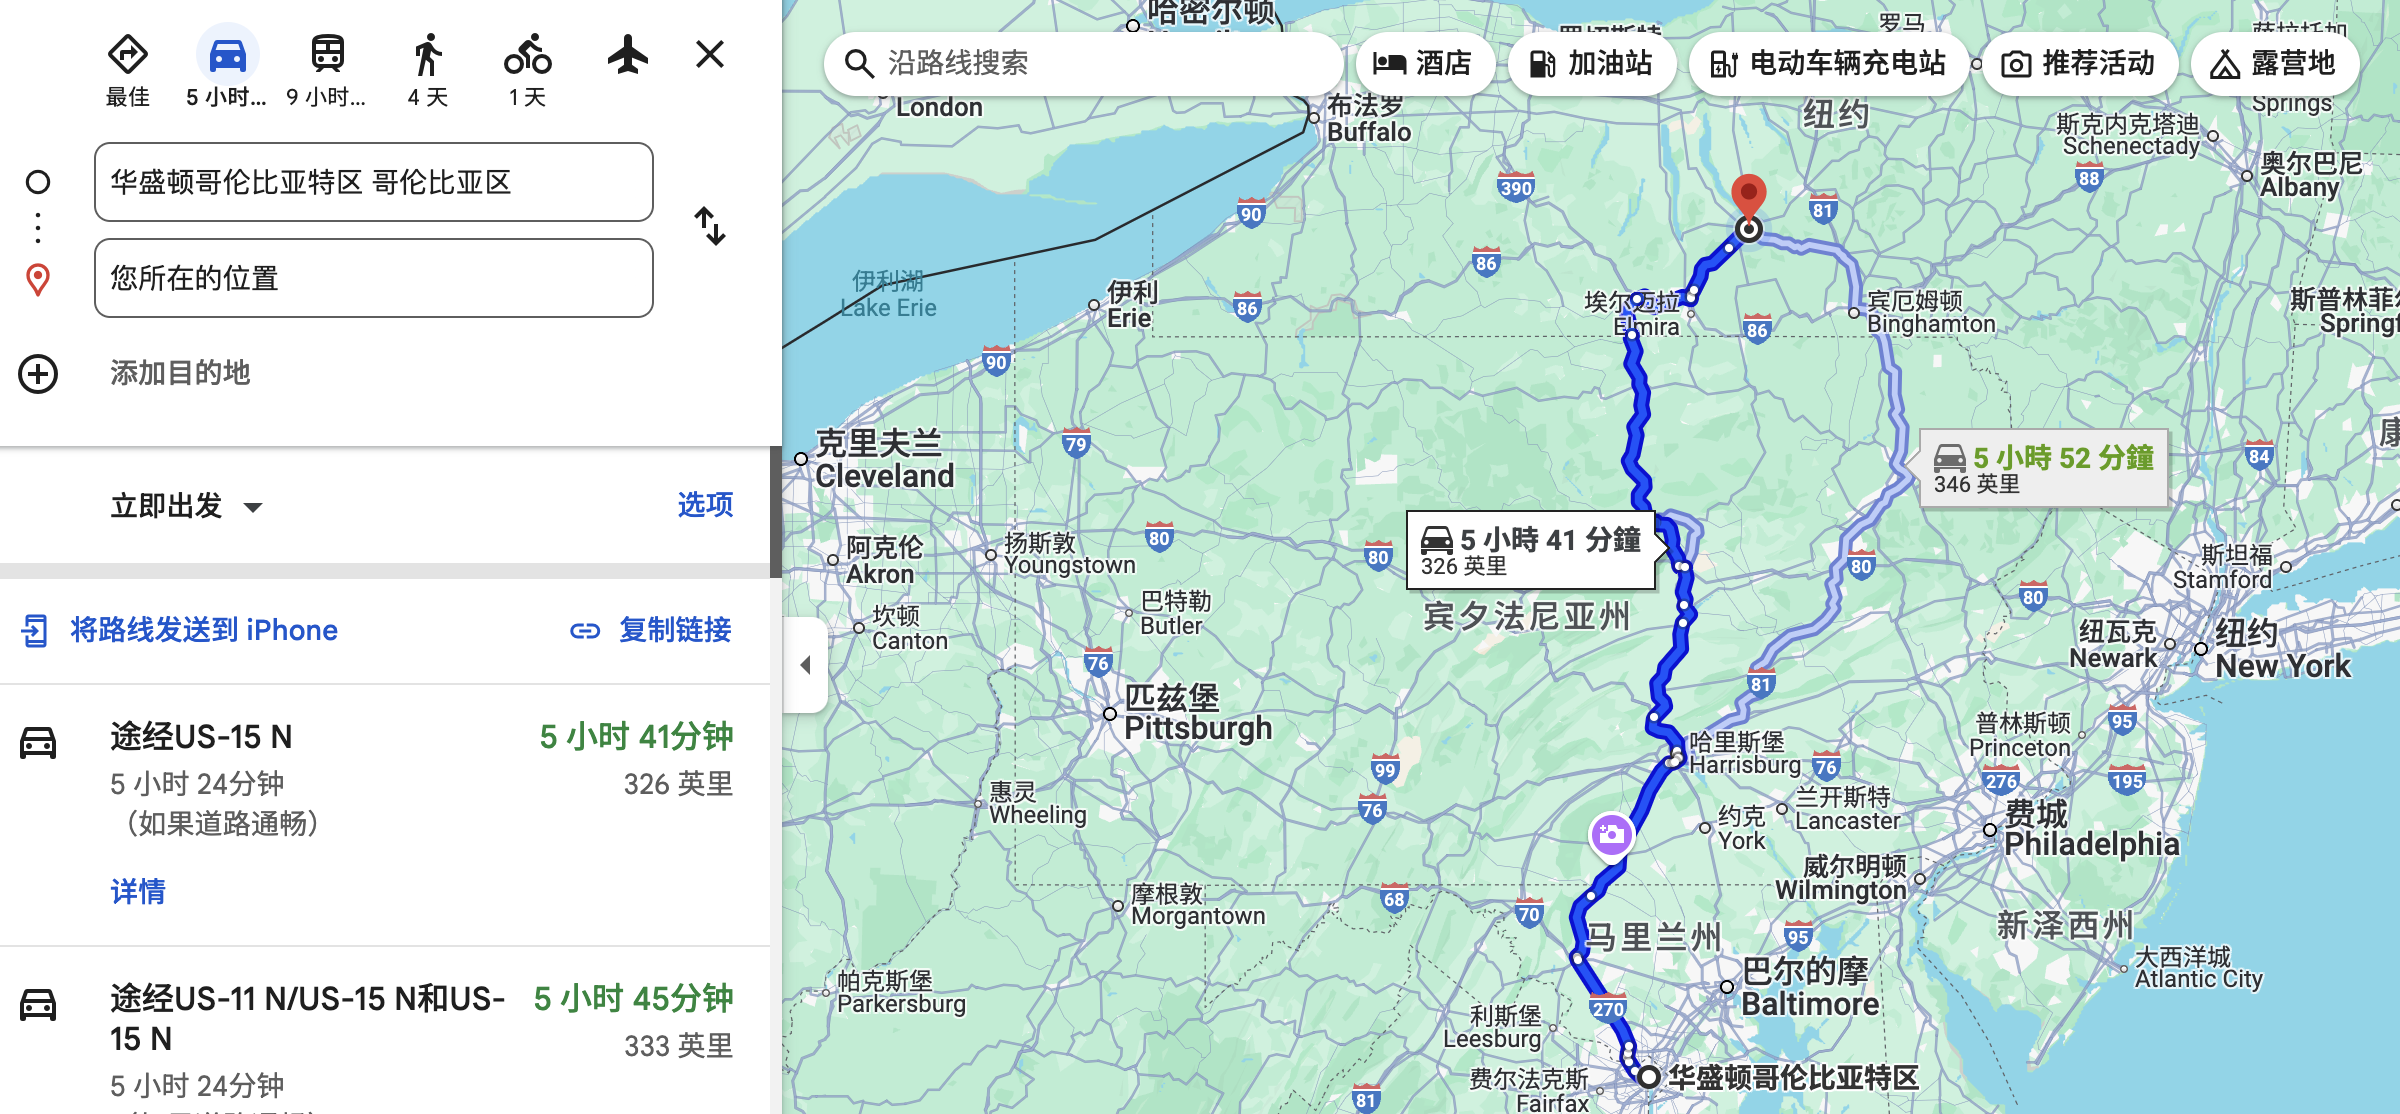 最佳
5 小时...
9 小时...
4 天
1 天
华盛顿哥伦比亚特区 哥伦比亚区
您所在的位置
添加目的地
立即出发
选项
将路线发送到 iPhone
复制链接
途经US-15 N
5 小时 41分钟
5 小时 24分钟
326 英里
（如果道路通畅）
详情
途经US-11 N/US-15 N和US-
15 N
5 小时 45分钟
333 英里
5 小时 24分钟
沿路线搜索
酒店
加油站
电动车辆充电站
推荐活动
露营地
哈密尔顿
罗马
London
布法罗
Buffalo
纽约
Springs
斯克内克塔迪
Schenectady
奥尔巴尼
Albany
390
88
90
81
86
伊利湖
Lake Erie
伊利
Erie
86
埃尔迈拉
Elmira
86
宾厄姆顿
Binghamton
斯普林菲
Springf
90
克里夫兰
Cleveland
79
5 小時 52 分鐘
346 英里
84
康
阿克伦
Akron
扬斯敦
Youngstown
80
80
5 小時 41 分鐘
326 英里
80
斯坦福
Stamford
80
坎顿
Canton
巴特勒
Butler
宾夕法尼亚州
纽瓦克
Newark
纽约
New York
76
81
匹兹堡
Pittsburgh
95
普林斯顿
Princeton
哈里斯堡
Harrisburg
99
76
276
195
惠灵
Wheeling
76
兰开斯特
Lancaster
约克
York
费城
Philadelphia
威尔明顿
Wilmington
摩根敦
Morgantown
68
70
马里兰州
95
新泽西州
大西洋城
Atlantic City
帕克斯堡
Parkersburg
巴尔的摩
Baltimore
利斯堡
Leesburg
270
华盛顿哥伦比亚特区
费尔法克斯
Fairfax
81